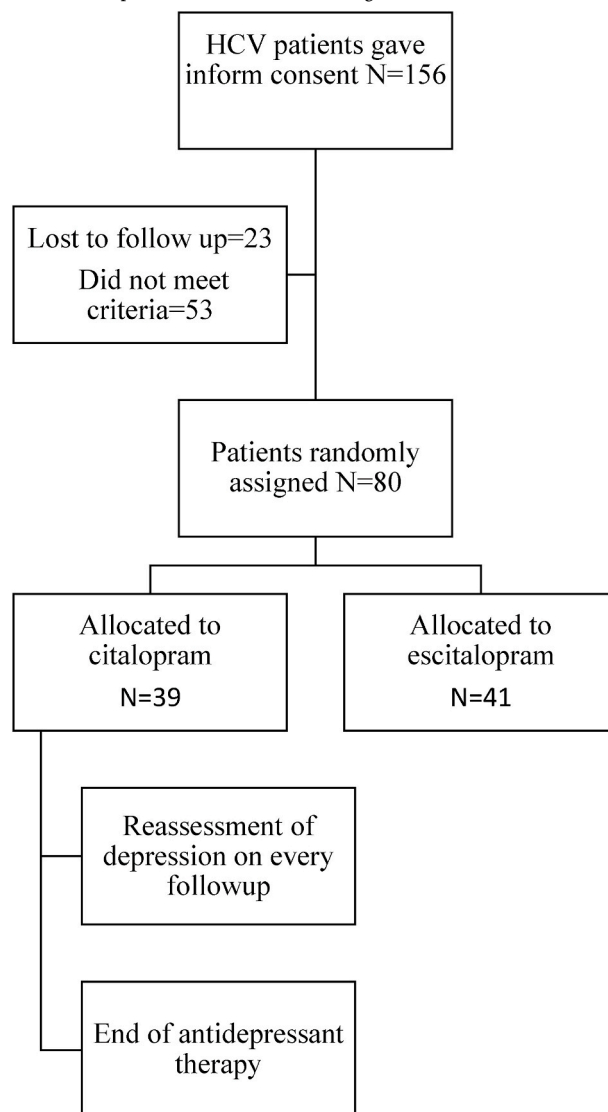 HCV patients gave
inform consent N=156
Lost to follow up=23
Did not meet
criteria=53
Patients randomly
assigned N=80
Allocated to
citalopram
N=39
Allocated to
escitalopram
N=41
Reassessment of
depression on every
followup
End of antidepressant
therapy